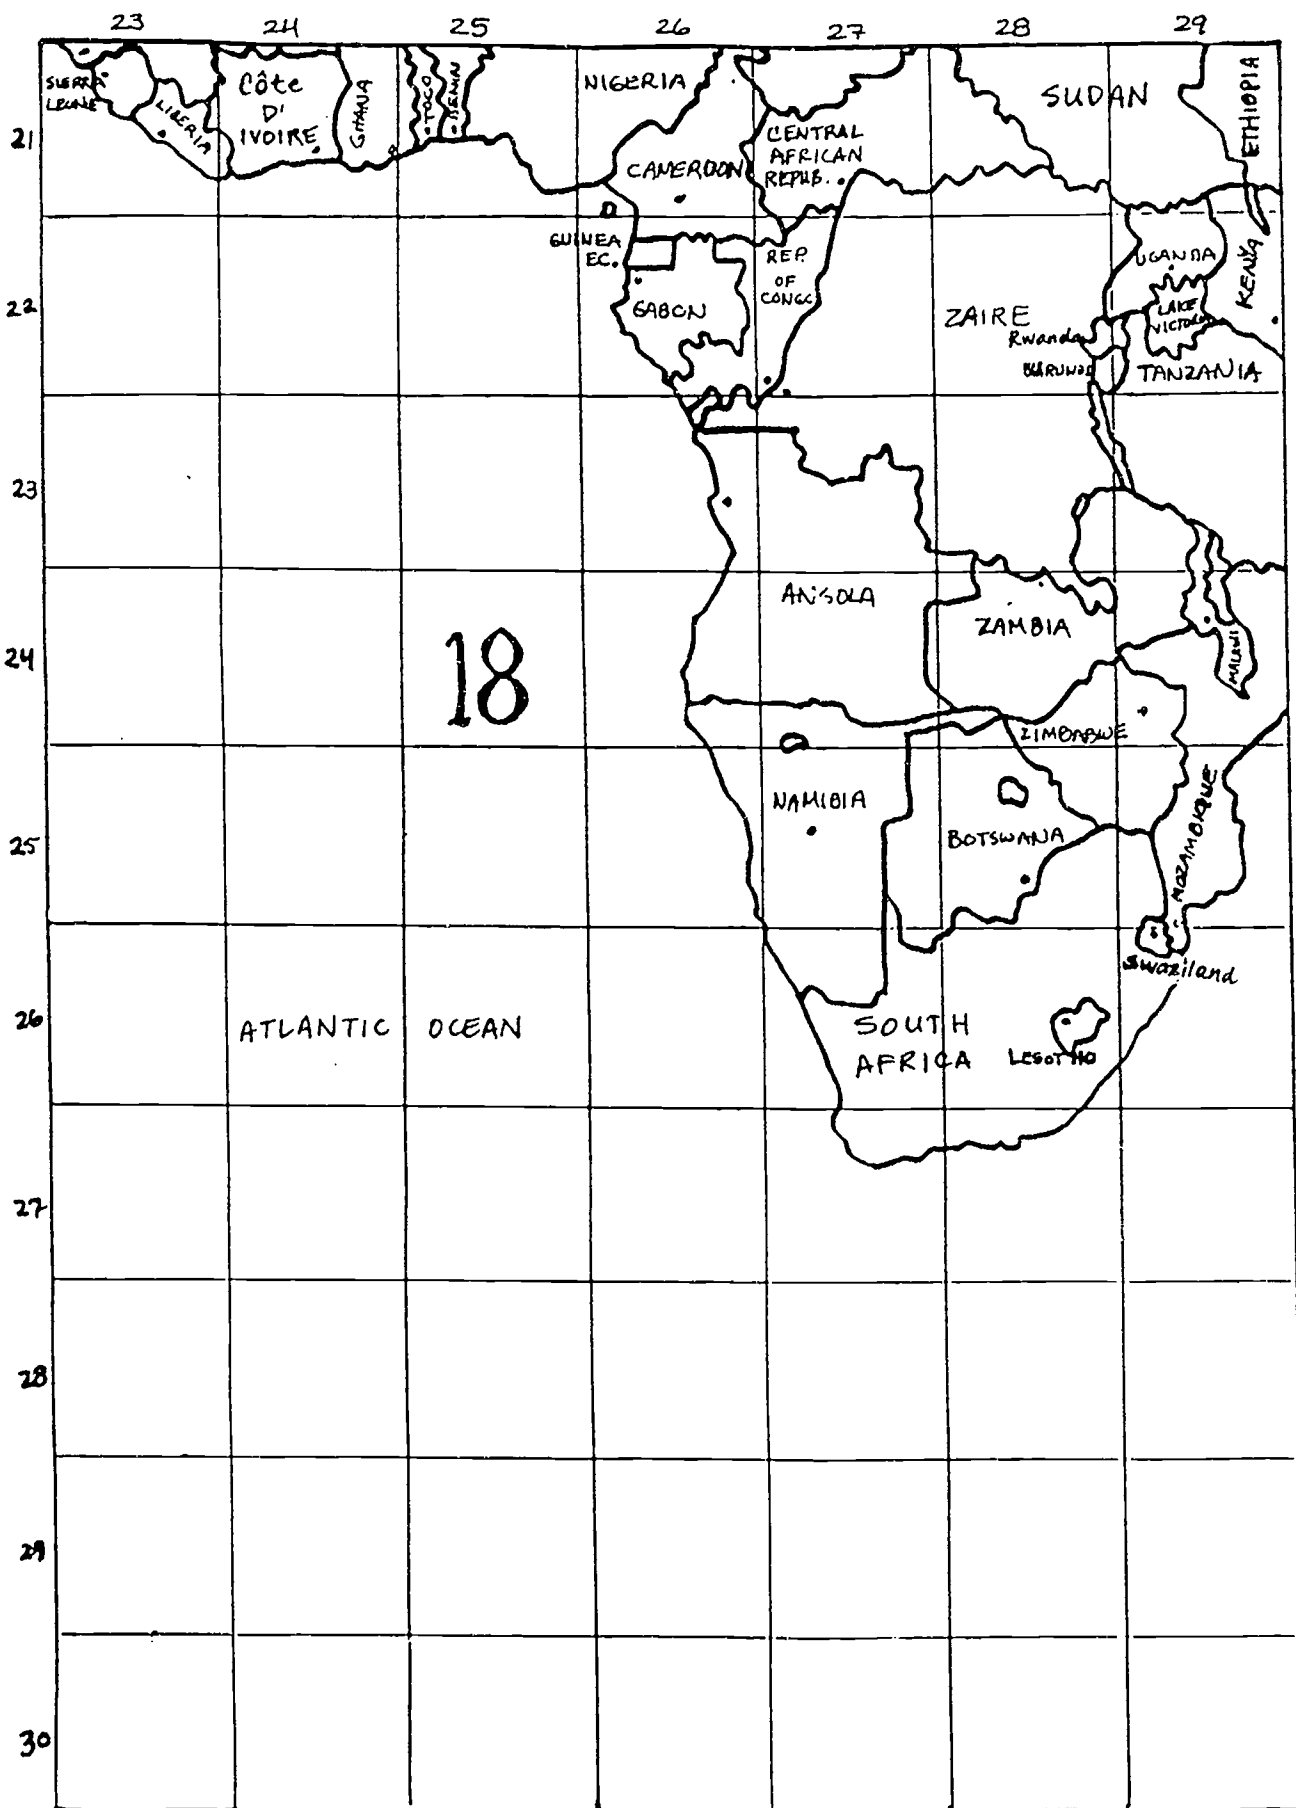 23 24 25 26 27 28 29
SIERRA
LEONE
LIBERIA
Côte
D'
IVOIRE
GHANA
TOGO
BENIN
NIGERIA
CAMEROON
CENTRAL
AFRICAN
REPUB.
SUDAN
ETHIOPIA
21
GUINEA
EC.
GABON
REP.
OF
CONGO
ZAIRE
Rwanda
BURUNDI
UGANDA
LAKE
VICTORIA
KENYA
TANZANIA
22
23
ANGOLA
ZAMBIA
MALAWI
24
18
ZIMBABWE
NAMIBIA
BOTSWANA
MOZAMBIQUE
25
Swaziland
26
ATLANTIC OCEAN
SOUTH
AFRICA
LESOTHO
27
28
29
30